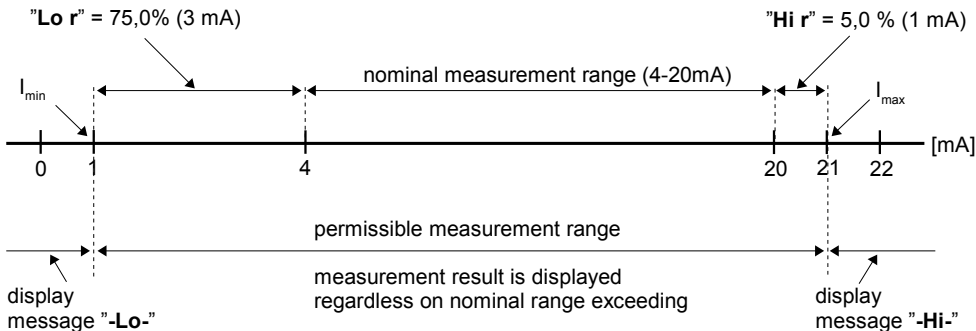 "Lo r" = 75,0% (3 mA)
"Hi r" = 5,0 % (1 mA)
nominal measurement range (4-20mA)
Imin
Imax
[mA]
0 1 4 20 21 22
permissible measurement range
measurement result is displayed
regardless on nominal range exceeding
display
message "-Lo-"
display
message "-Hi-"